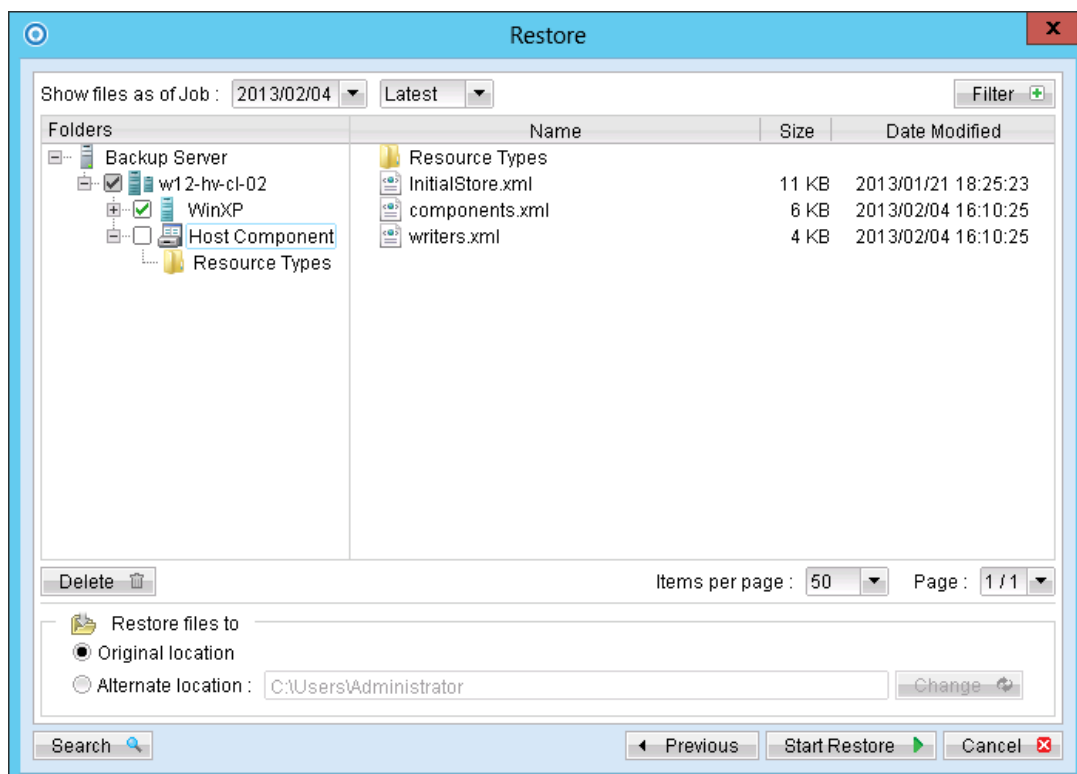 Restore
x
Show files as of Job : 2013/02/04 Latest Filter
Folders Name Size Date Modified
Backup Server Resource Types
w12-hv-cl-02 InitialStore.xml 11 KB 2013/01/21 18:25:23
WinXP components.xml 6 KB 2013/02/04 16:10:25
Host Component writers.xml 4 KB 2013/02/04 16:10:25
Resource Types
Delete Items per page : 50 Page : 1 / 1
Restore files to
Original location
Alternate location : C:\Users\Administrator Change
Search Previous Start Restore Cancel